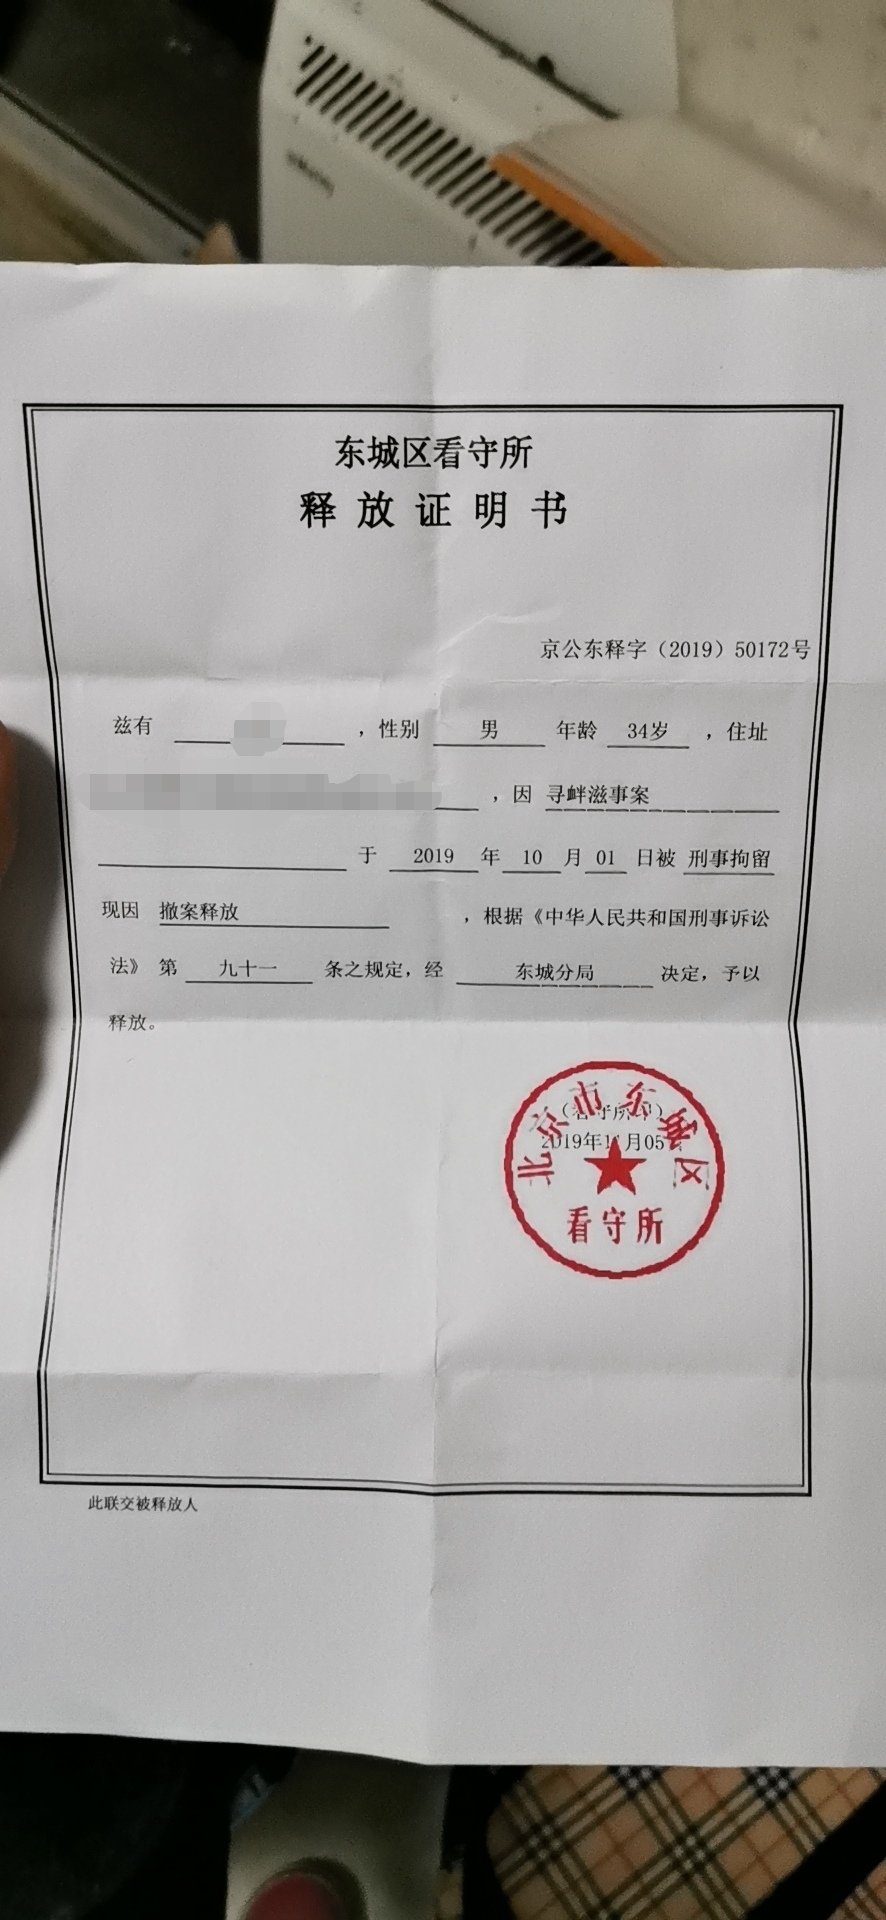 东城区看守所
释放证明书
京公东释字（2019）50172号
兹有 ，性别 男 年龄 34岁 ，住址
，因 寻衅滋事案
于 2019 年 10 月 01 日被 刑事拘留
现因 撤案释放 ，根据《中华人民共和国刑事诉讼
法》第 九十一 条之规定，经 东城分局 决定，予以
释放。
（看守所印）
2019年 月05
北京市东城区
看守所
此联交被释放人